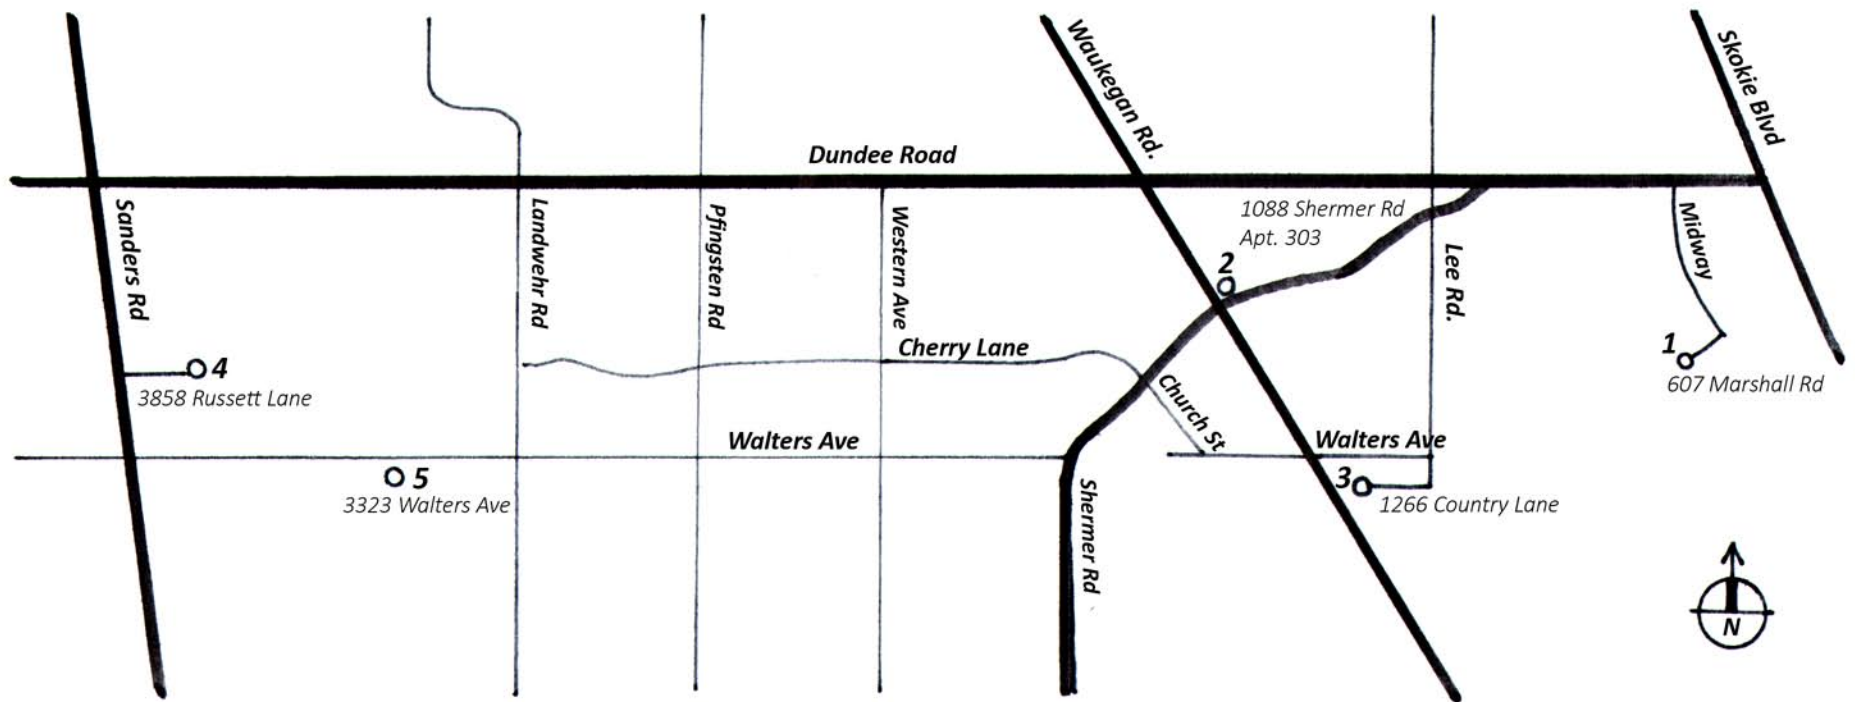 Waukegan Rd.
Skokie Blvd
Dundee Road
Sanders Rd
Landwehr Rd
Pfingsten Rd
Western Ave
1088 Shermer Rd
Apt. 303
2
Lee Rd.
Midway
Cherry Lane
1
607 Marshall Rd
4
3858 Russett Lane
Church St
Walters Ave
Walters Ave
5
3323 Walters Ave
3
1266 Country Lane
Shermer Rd
N